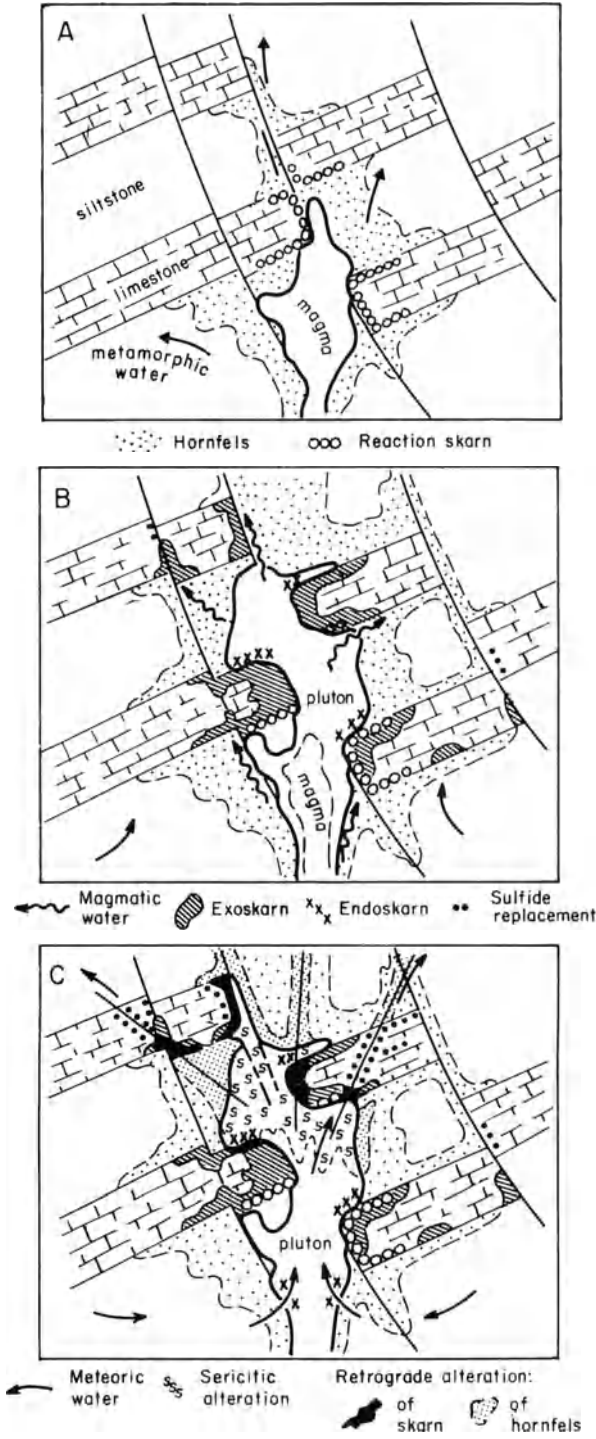 A
siltstone
limestone
magma
metamorphic
water
Hornfels
Reaction skarn
B
pluton
magma
Magmatic
water
Exoskarn
x x x
Endoskarn
Sulfide
replacement
C
s s s s s s s s s s s s s s s s
pluton
Meteoric
water
sss
Sericitic
alteration
Retrograde alteration:
of
skarn
of
hornfels